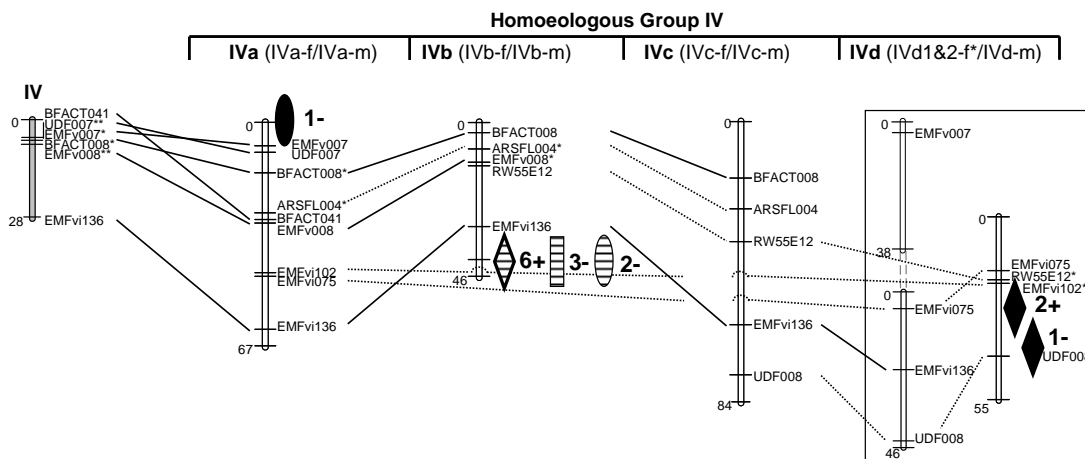 Homoeologous Group IV
IVa (IVa-f/IVa-m)
IVb (IVb-f/IVb-m)
IVc (IVc-f/IVc-m)
IVd (IVd1&2-f*/IVd-m)
IV
0
BFACT041
UDF007**
EMFv007*
BFACT008*
EMFv008**
28
EMFvi136
0
1-
EMFv007
UDF007
BFACT008*
ARSFL004*
BFACT041
EMFv008
EMFvi102
EMFvi075
EMFvi136
67
0
BFACT008
ARSFL004*
EMFv008*
RW55E12
EMFvi136
46
6+
3-
2-
0
BFACT008
ARSFL004
RW55E12
EMFvi136
UDF008
84
0
EMFv007
38
0
EMFvi075
EMFvi136
UDF008
46
0
EMFvi075
RW55E12*
EMFvi102*
2+
1-
UDF008
55